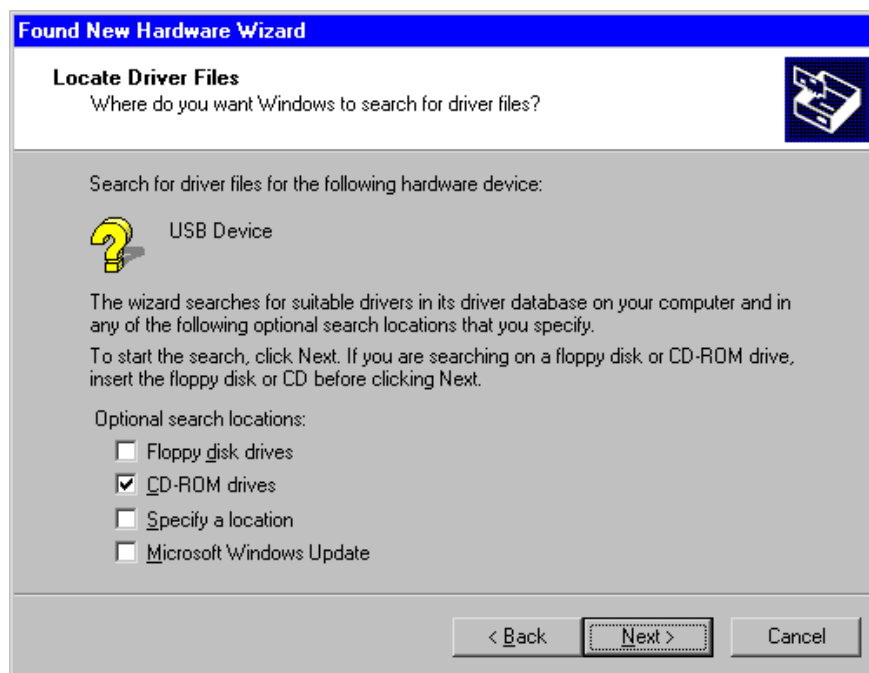 Found New Hardware Wizard
Locate Driver Files
Where do you want Windows to search for driver files?
Search for driver files for the following hardware device:
USB Device
The wizard searches for suitable drivers in its driver database on your computer and in
any of the following optional search locations that you specify.
To start the search, click Next. If you are searching on a floppy disk or CD-ROM drive,
insert the floppy disk or CD before clicking Next.
Optional search locations:
Floppy disk drives
CD-ROM drives
Specify a location
Microsoft Windows Update
< Back Next > Cancel